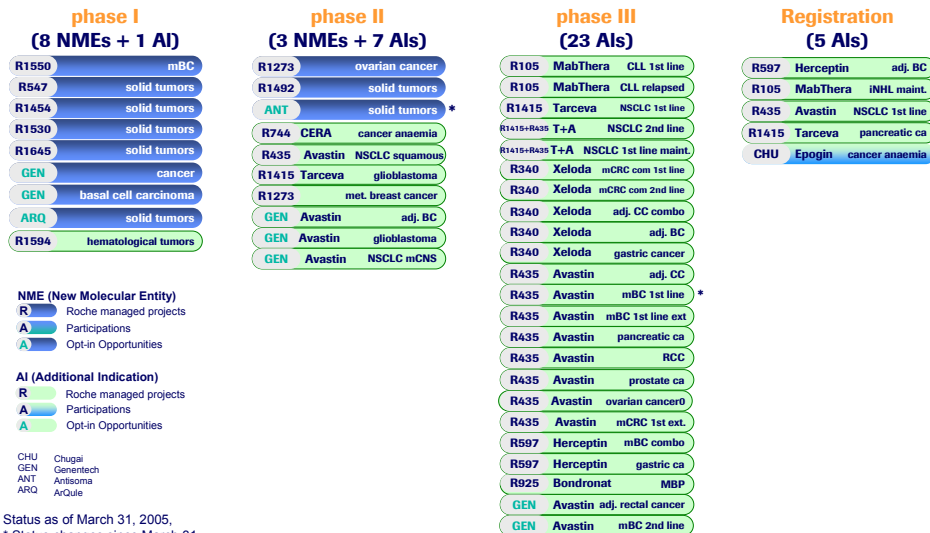 phase I
(8 NMEs + 1 AI)
R1550 mBC
R547 solid tumors
R1454 solid tumors
R1530 solid tumors
R1645 solid tumors
GEN cancer
GEN basal cell carcinoma
ARQ solid tumors
R1594 hematological tumors
phase II
(3 NMEs + 7 AIs)
R1273 ovarian cancer
R1492 solid tumors
ANT solid tumors *
R744 CERA cancer anaemia
R435 Avastin NSCLC squamous
R1415 Tarceva glioblastoma
R1273 met. breast cancer
GEN Avastin adj. BC
GEN Avastin glioblastoma
GEN Avastin NSCLC mCNS
phase III
(23 AIs)
R105 MabThera CLL 1st line
R105 MabThera CLL relapsed
R1415 Tarceva NSCLC 1st line
R1415+R435 T+A NSCLC 2nd line
R1415+R435 T+A NSCLC 1st line maint.
R340 Xeloda mCRC com 1st line
R340 Xeloda mCRC com 2nd line
R340 Xeloda adj. CC combo
R340 Xeloda adj. BC
R340 Xeloda gastric cancer
R435 Avastin adj. CC
R435 Avastin mBC 1st line *
R435 Avastin mBC 1st line ext
R435 Avastin pancreatic ca
R435 Avastin RCC
R435 Avastin prostate ca
R435 Avastin ovarian cancer0
R435 Avastin mCRC 1st ext.
R597 Herceptin mBC combo
R597 Herceptin gastric ca
R925 Bondronat MBP
GEN Avastin adj. rectal cancer
GEN Avastin mBC 2nd line
Registration
(5 AIs)
R597 Herceptin adj. BC
R105 MabThera iNHL maint.
R435 Avastin NSCLC 1st line
R1415 Tarceva pancreatic ca
CHU Epogin cancer anaemia
NME (New Molecular Entity)
R Roche managed projects
A Participations
A Opt-in Opportunities
AI (Additional Indication)
R Roche managed projects
A Participations
A Opt-in Opportunities
CHU Chugai
GEN Genentech
ANT Antisoma
ARQ ArQule
Status as of March 31, 2005,
* Status changes since March 31